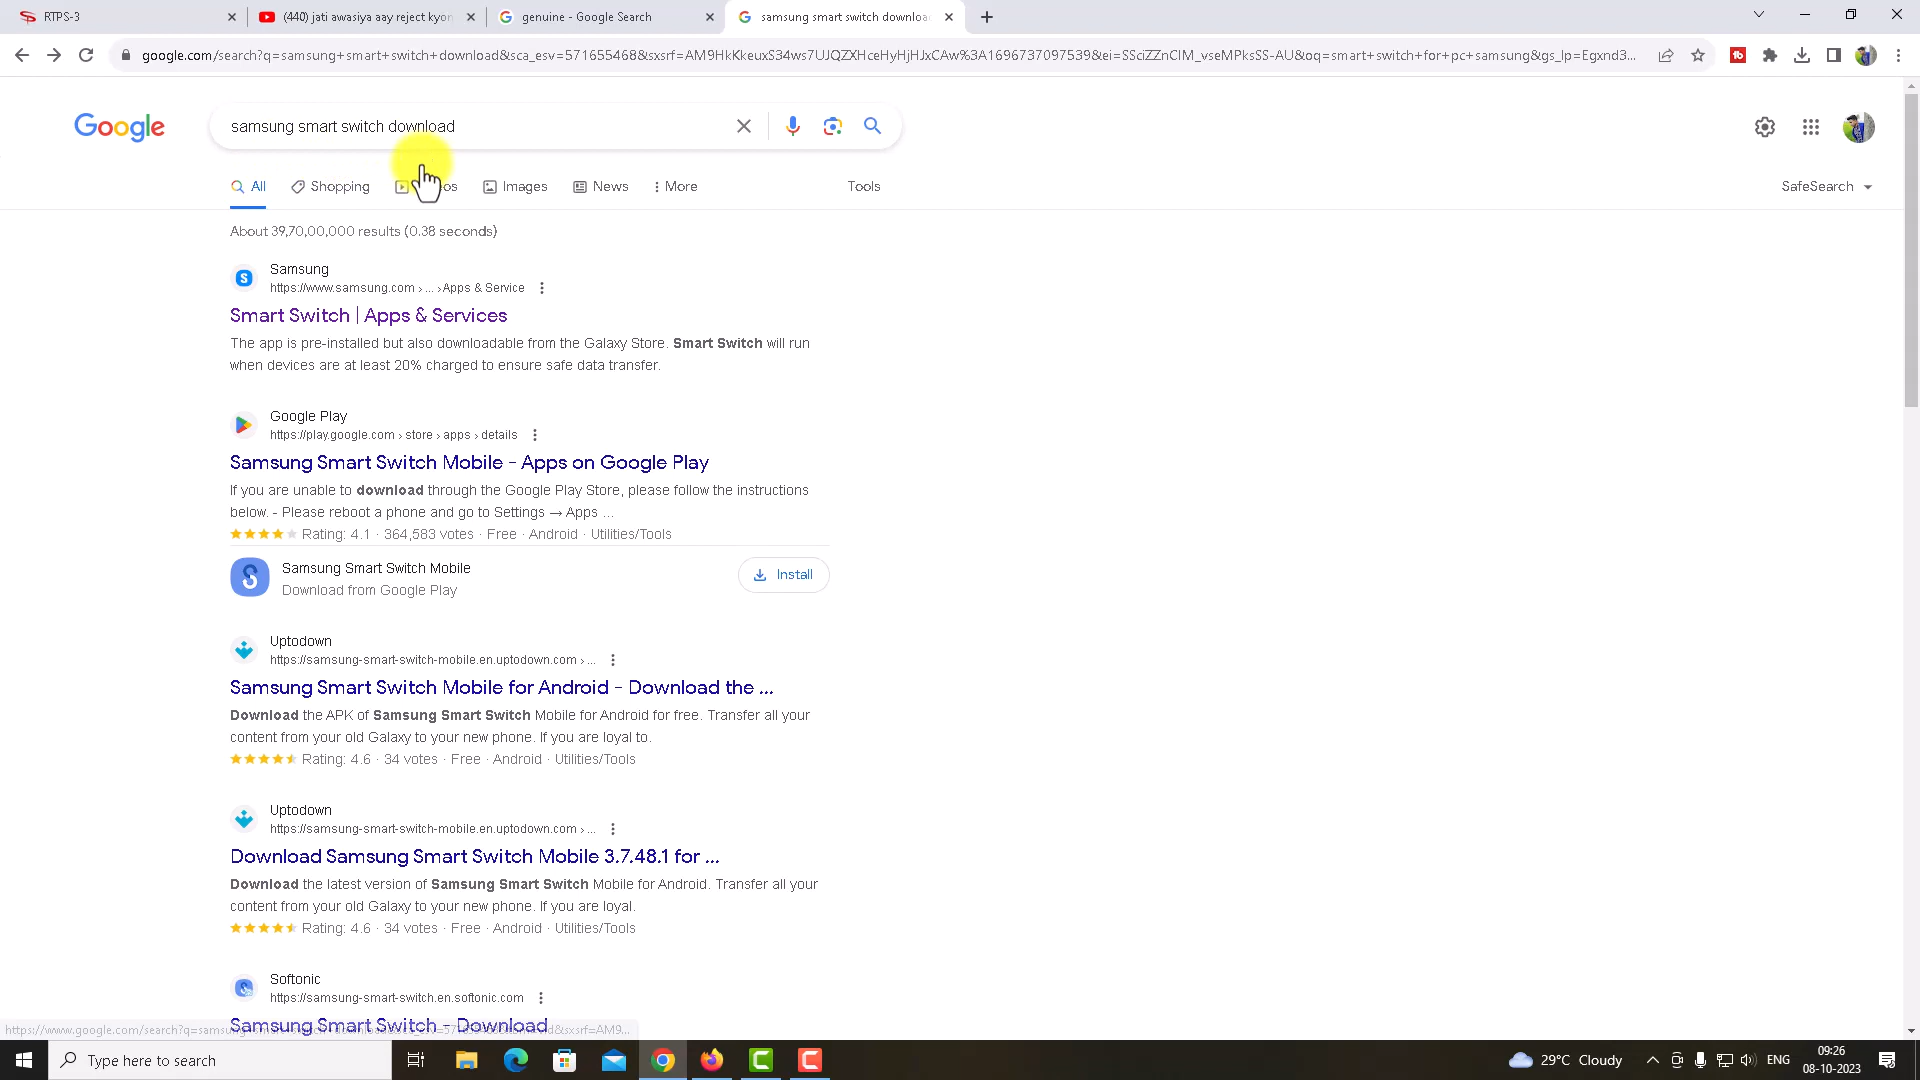 RTPS-3
(440) jati awasiya aay reject kyon
genuine - Google Search
samsung smart switch downloa
google.com/search?q=samsung+smart+switch+download&sca_esv=571655468&sxsrf=AM9HkKkeuxS34ws7UJQZXHceHyHjHJxCAw%3A1696737097539&ei=SSciZZnCIM_vseMPksSS-AU&oq=smart+switch+for+pc+samsung&gs_lp=Egxnd3...
Google
samsung smart switch download
All
Shopping
os
Images
News
More
Tools
SafeSearch
About 39,70,00,000 results (0.38 seconds)
Samsung
https://www.samsung.com › ... › Apps & Service
Smart Switch | Apps & Services
The app is pre-installed but also downloadable from the Galaxy Store. Smart Switch will run
when devices are at least 20% charged to ensure safe data transfer.
Google Play
https://play.google.com › store › apps › details
Samsung Smart Switch Mobile - Apps on Google Play
If you are unable to download through the Google Play Store, please follow the instructions
below. - Please reboot a phone and go to Settings → Apps ...
Rating: 4.1 · 364,583 votes · Free · Android · Utilities/Tools
Samsung Smart Switch Mobile
Install
Download from Google Play
Uptodown
https://samsung-smart-switch-mobile.en.uptodown.com › ...
Samsung Smart Switch Mobile for Android - Download the ...
Download the APK of Samsung Smart Switch Mobile for Android for free. Transfer all your
content from your old Galaxy to your new phone. If you are loyal to.
Rating: 4.6 · 34 votes · Free · Android · Utilities/Tools
Uptodown
https://samsung-smart-switch-mobile.en.uptodown.com › ...
Download Samsung Smart Switch Mobile 3.7.48.1 for ...
Download the latest version of Samsung Smart Switch Mobile for Android. Transfer all your
content from your old Galaxy to your new phone. If you are loyal.
Rating: 4.6 · 34 votes · Free · Android · Utilities/Tools
Softonic
https://samsung-smart-switch.en.softonic.com
Samsung Smart Switch - Download
Type here to search
29°C Cloudy
ENG
09:26
08-10-2023